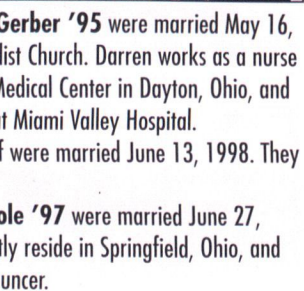 Gerber ’95 were married May 16,
list Church. Darren works as a nurse
Medical Center in Dayton, Ohio, and
t Miami Valley Hospital.
f were married June 13, 1998. They
ole ’97 were married June 27,
tly reside in Springfield, Ohio, and
uncer.